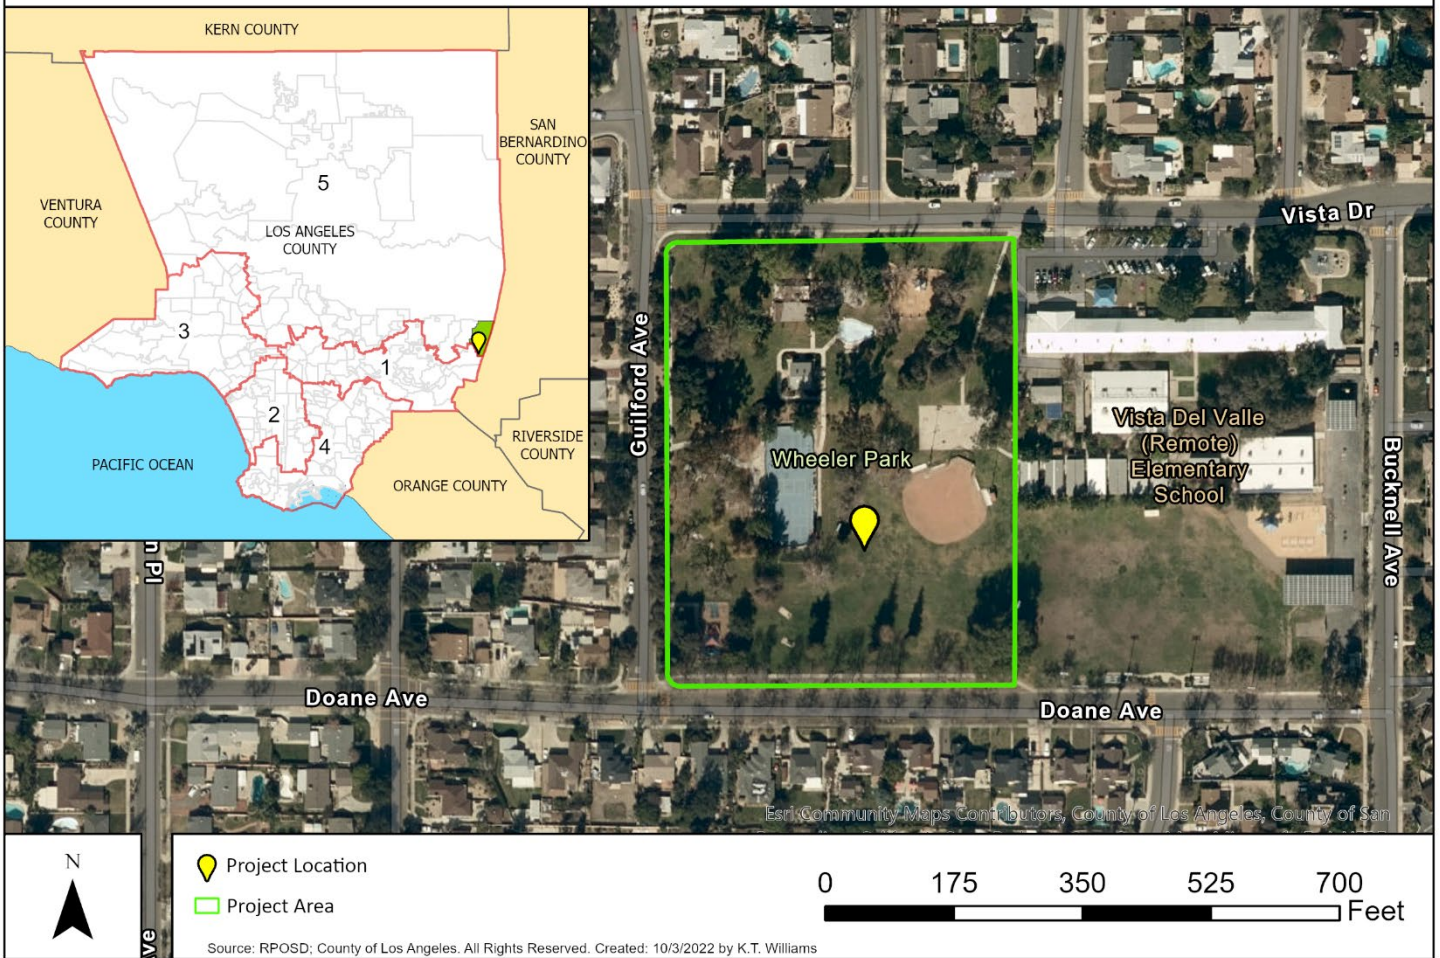 KERN COUNTY
SAN
BERNARDINO
COUNTY
5
VENTURA
COUNTY
LOS ANGELES
COUNTY
3
1
2
4
RIVERSIDE
COUNTY
PACIFIC OCEAN
ORANGE COUNTY
Vista Dr
Guilford Ave
Wheeler Park
Vista Del Valle
(Remote)
Elementary
School
Bucknell Ave
Pl
Doane Ave
Doane Ave
Esri Community Maps Contributors, County of Los Angeles, County of San
N
Project Location
Project Area
0 175 350 525 700
Feet
Source: RPOSD; County of Los Angeles. All Rights Reserved. Created: 10/3/2022 by K.T. Williams